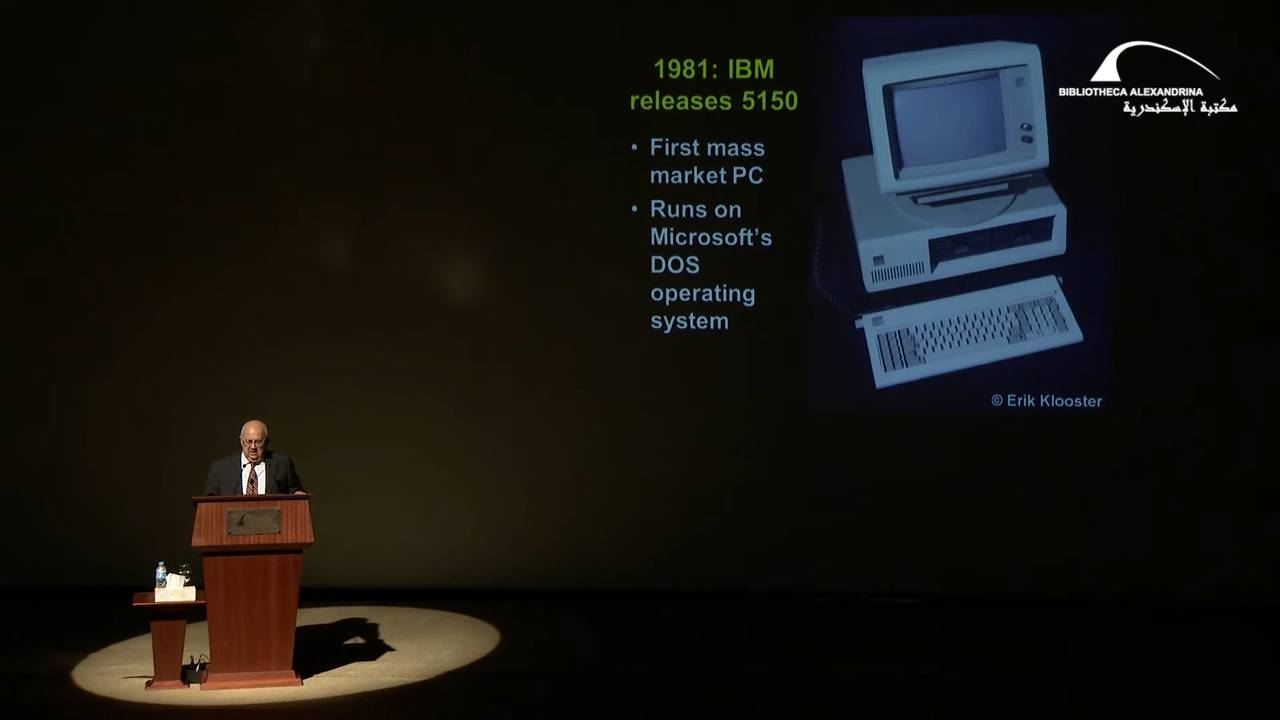 1981: IBM
releases 5150
• First mass
market PC
• Runs on
Microsoft's
DOS
operating
system
© Erik Klooster
BIBLIOTHECA ALEXANDRINA
مكتبة الإسكندرية